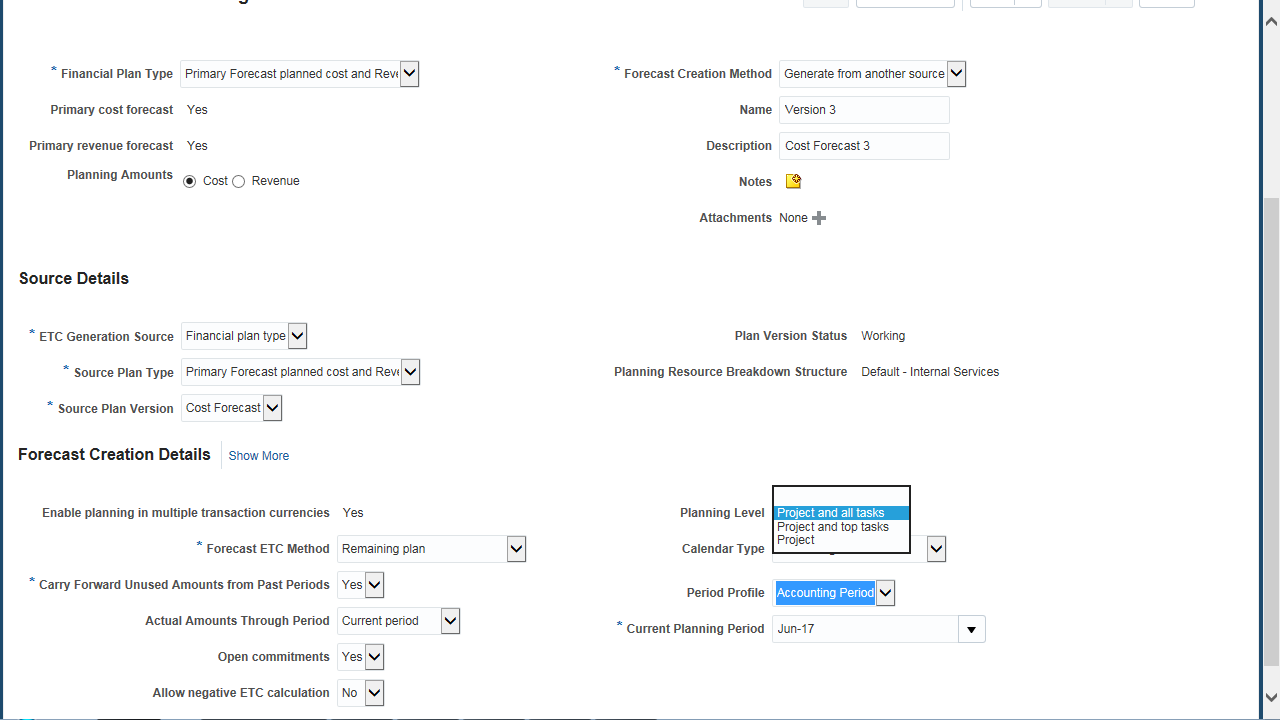 * Financial Plan Type Primary Forecast planned cost and Reve
Primary cost forecast Yes
Primary revenue forecast Yes
Planning Amounts Cost Revenue
* Forecast Creation Method Generate from another source
Name Version 3
Description Cost Forecast 3
Notes
Attachments None
Source Details
* ETC Generation Source Financial plan type
* Source Plan Type Primary Forecast planned cost and Reve
* Source Plan Version Cost Forecast
Plan Version Status Working
Planning Resource Breakdown Structure Default - Internal Services
Forecast Creation Details Show More
Enable planning in multiple transaction currencies Yes
* Forecast ETC Method Remaining plan
* Carry Forward Unused Amounts from Past Periods Yes
Actual Amounts Through Period Current period
Open commitments Yes
Allow negative ETC calculation No
Planning Level
Project and all tasks
Project and top tasks
Project
Calendar Type
Period Profile Accounting Period
* Current Planning Period Jun-17